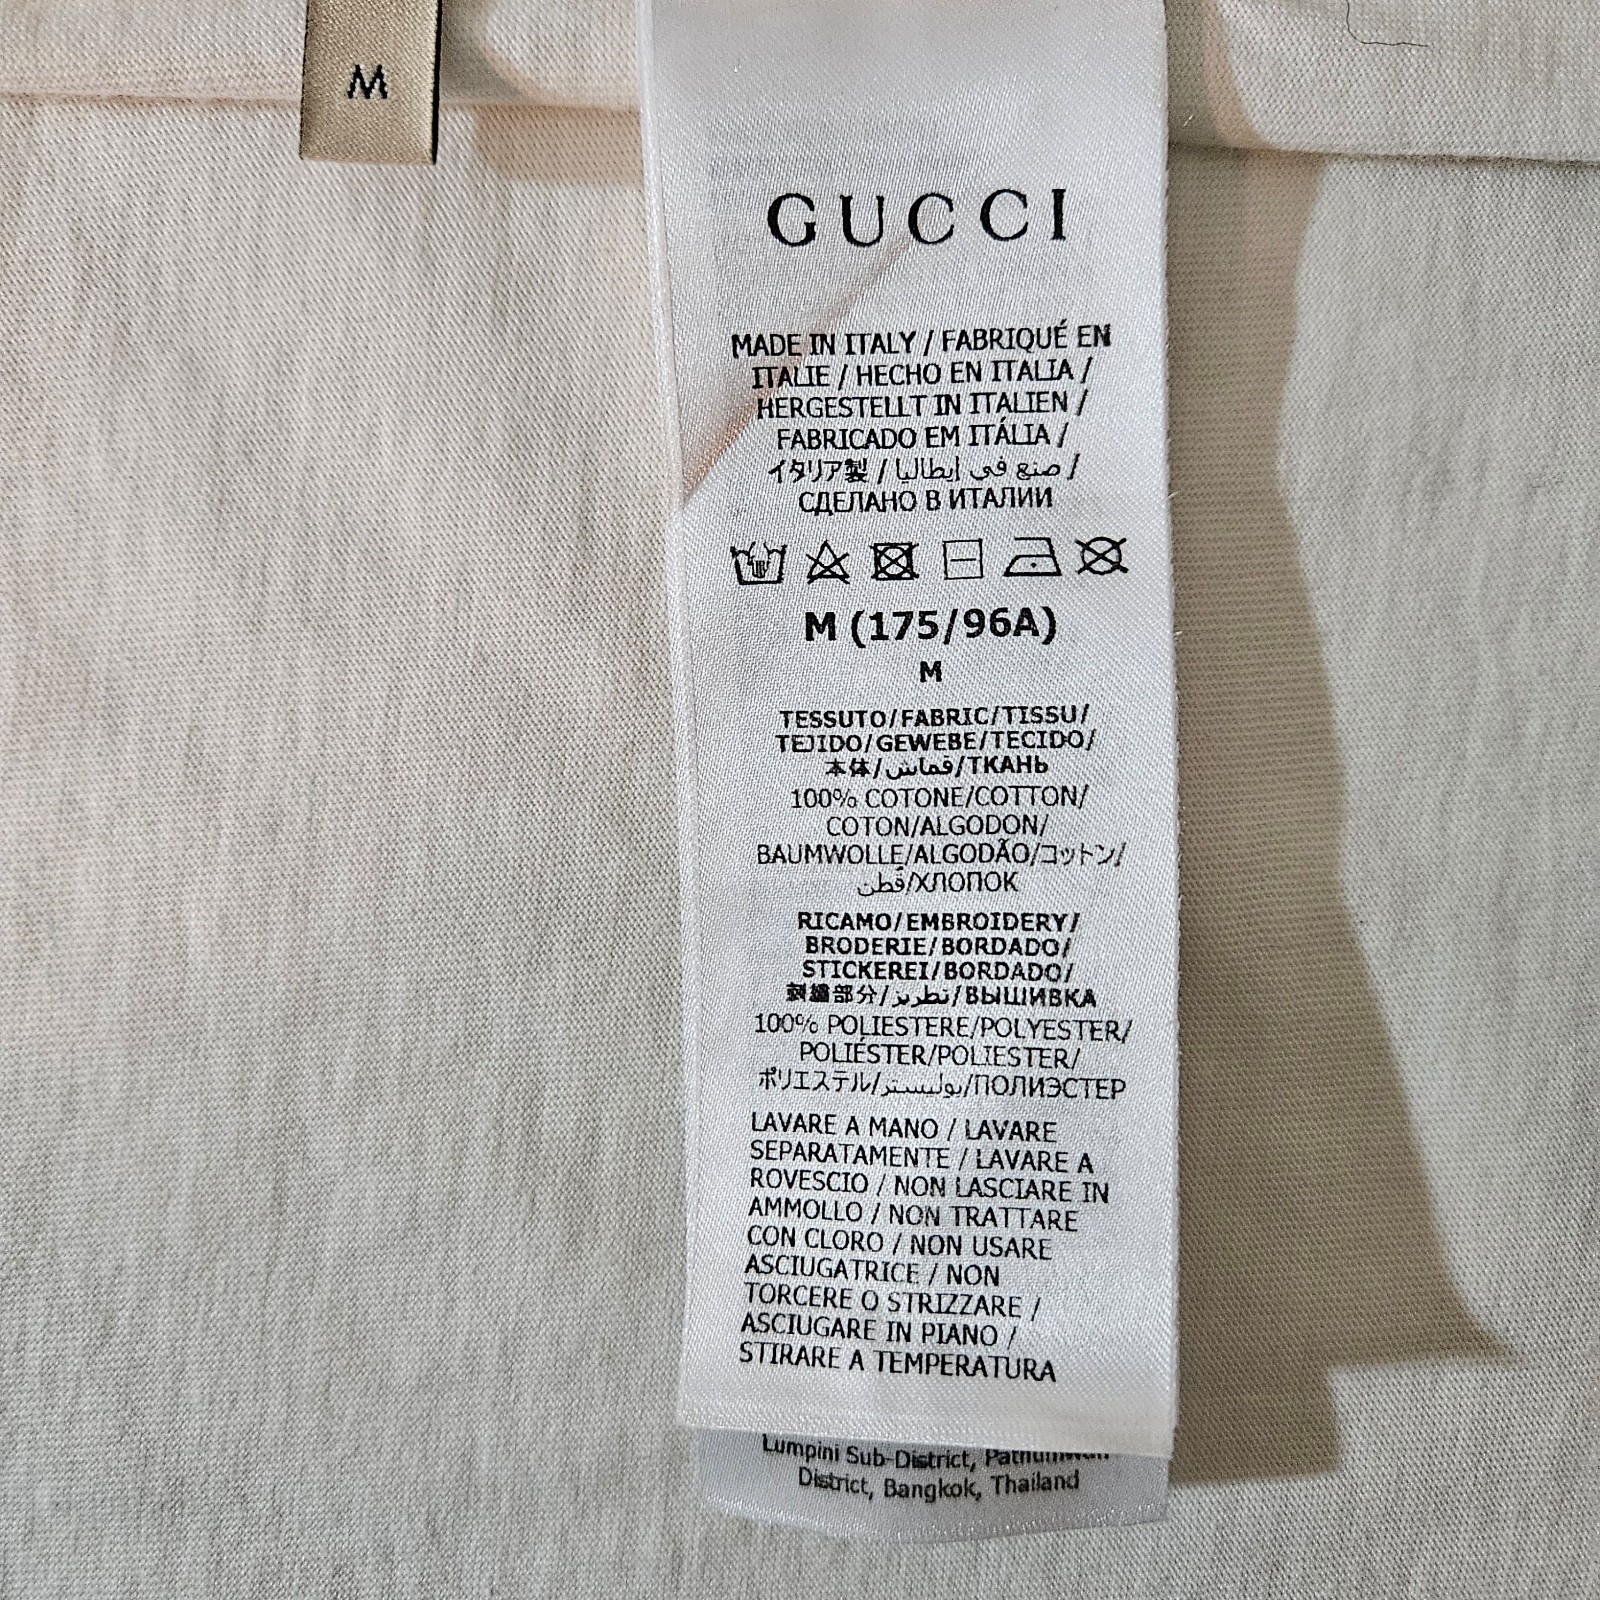 M
GUCCI
MADE IN ITALY / FABRIQUÉ EN
ITALIE / HECHO EN ITALIA /
HERGESTELLT IN ITALIEN /
FABRICADO EM ITÁLIA /
イタリア製 / صنع في إيطاليا /
СДЕЛАНО В ИТАЛИИ
M (175/96A)
M
TESSUTO/FABRIC/TISSU/
TEJIDO/GEWEBE/TECIDO/
本体/قماش/ТКАНЬ
100% COTONE/COTTON/
COTON/ALGODON/
BAUMWOLLE/ALGODÃO/コットン/
قطن/ХЛОПОК
RICAMO/EMBROIDERY/
BRODERIE/BORDADO/
STICKEREI/BORDADO/
刺繍部分/تطريز/ВЫШИВКА
100% POLIESTERE/POLYESTER/
POLIÉSTER/POLIESTER/
ポリエステル/بوليستر/ПОЛИЭСТЕР
LAVARE A MANO / LAVARE
SEPARATAMENTE / LAVARE A
ROVESCIO / NON LASCIARE IN
AMMOLLO / NON TRATTARE
CON CLORO / NON USARE
ASCIUGATRICE / NON
TORCERE O STRIZZARE /
ASCIUGARE IN PIANO /
STIRARE A TEMPERATURA
Lumpini Sub-District, Pathumwan
District, Bangkok, Thailand